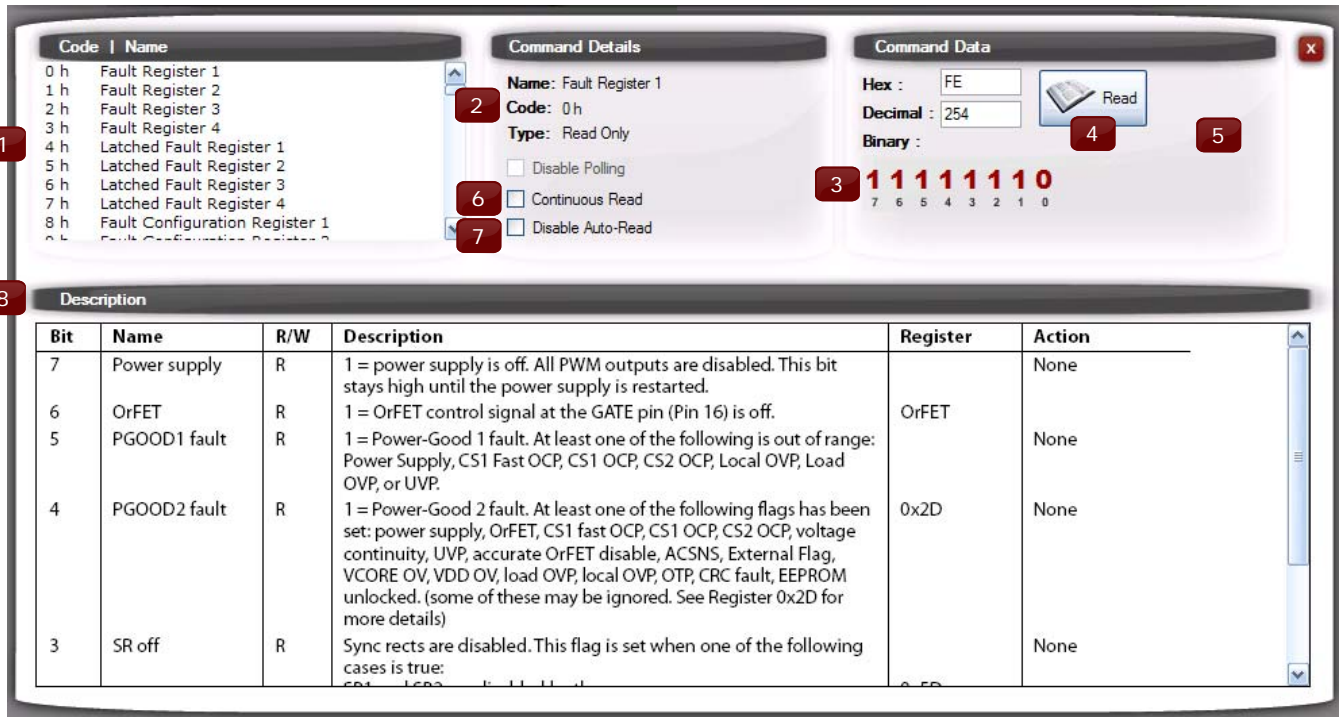 Code | Name
0 h Fault Register 1
1 h Fault Register 2
2 h Fault Register 3
3 h Fault Register 4
4 h Latched Fault Register 1
5 h Latched Fault Register 2
6 h Latched Fault Register 3
7 h Latched Fault Register 4
8 h Fault Configuration Register 1
1
Command Details
Name: Fault Register 1
2
Code: 0 h
Type: Read Only
Disable Polling
6
Continuous Read
7
Disable Auto-Read
Command Data
x
Hex : FE
Decimal : 254
Read
4
5
Binary :
3
1 1 1 1 1 1 1 0
7 6 5 4 3 2 1 0
8
Description
Bit Name R/W Description Register Action
7 Power supply R 1 = power supply is off. All PWM outputs are disabled. This bit None
stays high until the power supply is restarted.
6 OrFET R 1 = OrFET control signal at the GATE pin (Pin 16) is off. OrFET
5 PGOOD1 fault R 1 = Power-Good 1 fault. At least one of the following is out of range: None
Power Supply, CS1 Fast OCP, CS1 OCP, CS2 OCP, Local OVP, Load
OVP, or UVP.
4 PGOOD2 fault R 1 = Power-Good 2 fault. At least one of the following flags has been 0x2D None
set: power supply, OrFET, CS1 fast OCP, CS1 OCP, CS2 OCP, voltage
continuity, UVP, accurate OrFET disable, ACSNS, External Flag,
VCORE OV, VDD OV, load OVP, local OVP, OTP, CRC fault, EEPROM
unlocked. (some of these may be ignored. See Register 0x2D for
more details)
3 SR off R Sync rects are disabled. This flag is set when one of the following None
cases is true: